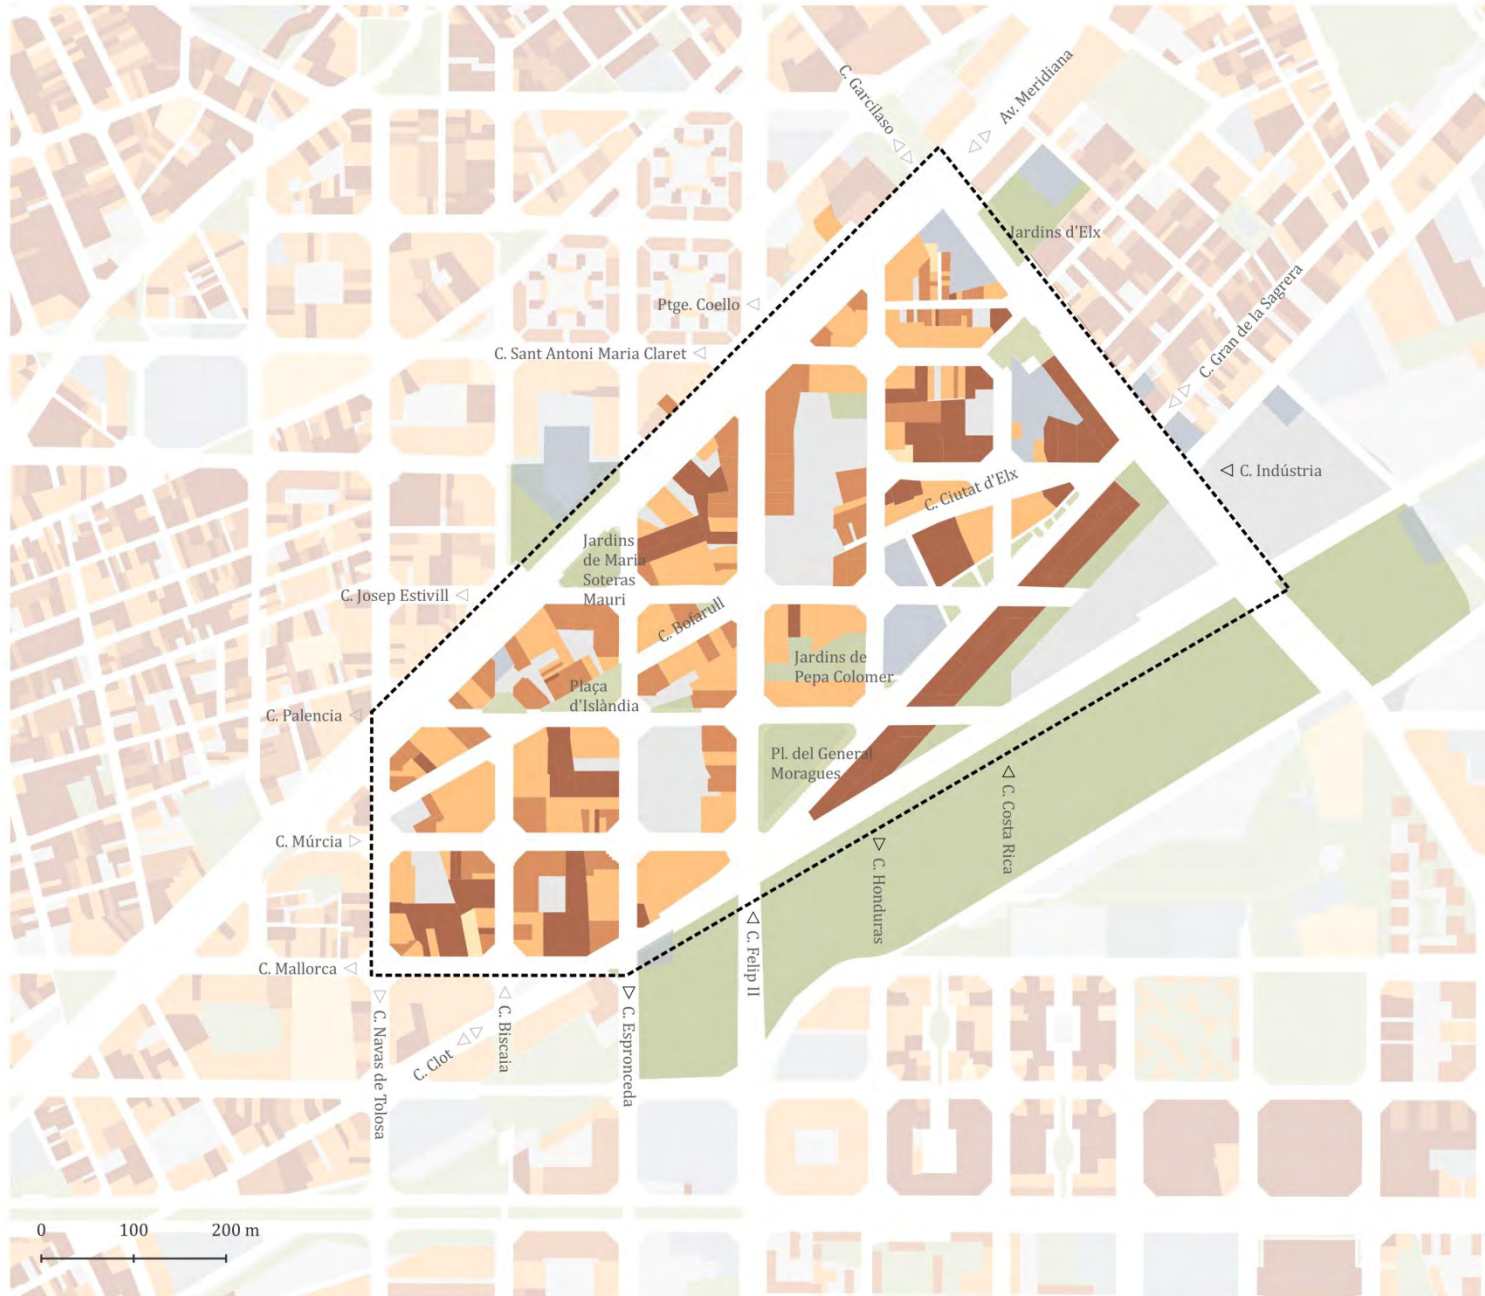 C. Garcilaso
Av. Meridiana
Jardins d'Elx
Ptge. Coello
C. Gran de la Sagrera
C. Sant Antoni Maria Claret
C. Indústria
C. Ciutat d'Elx
Jardins
de Maria
Soteras
Mauri
C. Josep Estivill
C. Bofarull
Jardins de
Pepa Colomer
Plaça
d'Islàndia
C. Palencia
Pl. del General
Moragues
C. Múrcia
C. Costa Rica
C. Honduras
C. Felip II
C. Mallorca
C. Navas de Tolosa
C. Biscaia
C. Espronceda
C. Clot
0 100 200 m